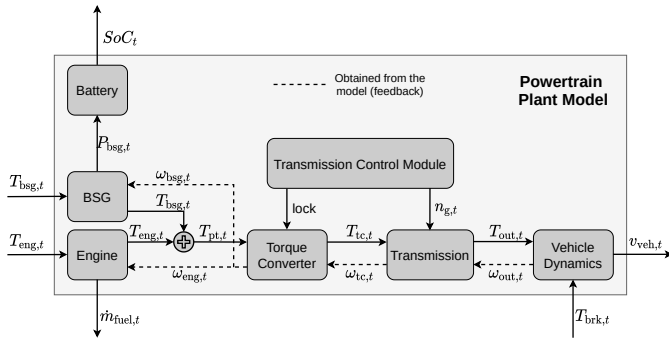 SoC_t
Obtained from the
model (feedback)
Powertrain
Plant Model
Battery
P_bsg,t
Transmission Control Module
T_bsg,t
BSG
ω_bsg,t
T_bsg,t
lock
n_g,t
T_eng,t
Engine
T_eng,t
T_pt,t
ω_eng,t
Torque
Converter
T_tc,t
ω_tc,t
Transmission
T_out,t
ω_out,t
Vehicle
Dynamics
v_veh,t
ṁ_fuel,t
T_brk,t